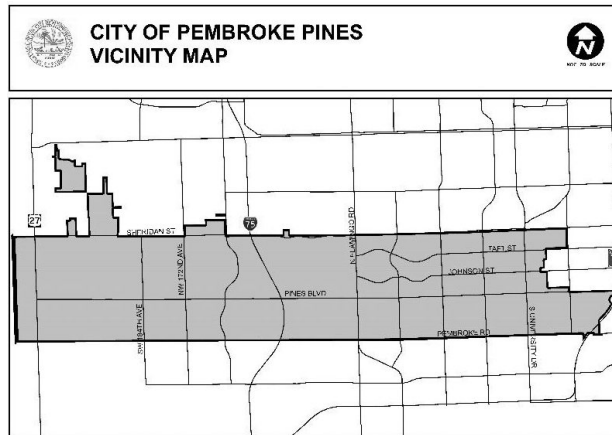 CITY OF PEMBROKE PINES
VICINITY MAP
N
NOT TO SCALE
27
SHERIDAN ST
75
NW 172ND AVE
N FLAMINGO RD
TAFT ST
JOHNSON ST
PINES BLVD
SW 184TH AVE
PEMBROKE RD
S UNIVERSITY DR